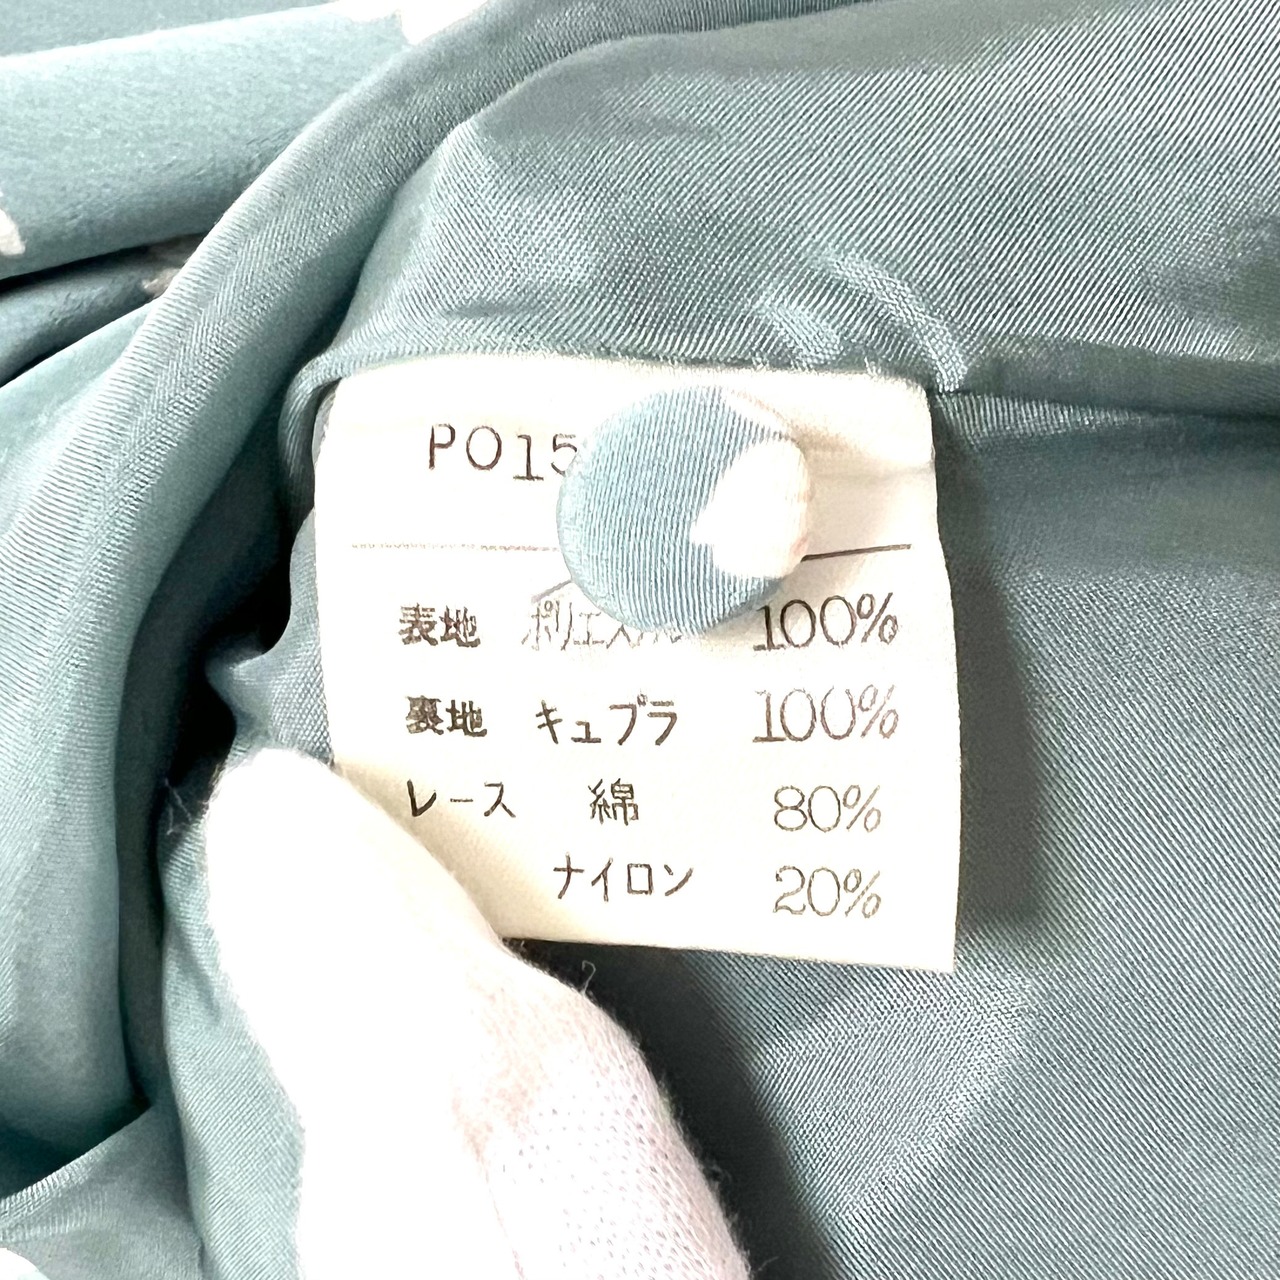 PO15
表地 ポリエステル 100%
裏地 キュプラ 100%
レース 綿 80%
ナイロン 20%